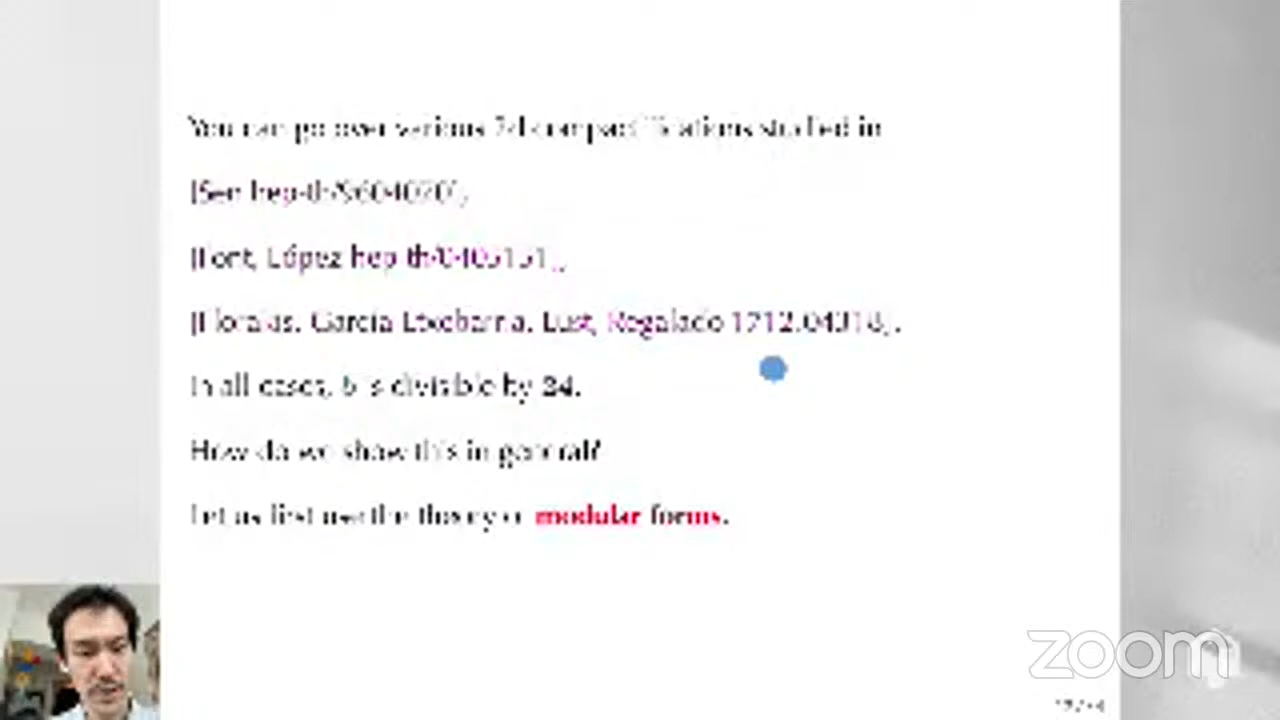 You can go over various 2d compactifications studied in
[Sen hep-th/9604070],
[Font, López hep-th/0405151],
[Florakis, García-Etxebarria, Lust, Regalado 1712.04318].
In all cases, is divisible by 24.
How do we show this in general?
Let us first use the theory of modular forms.
zoom